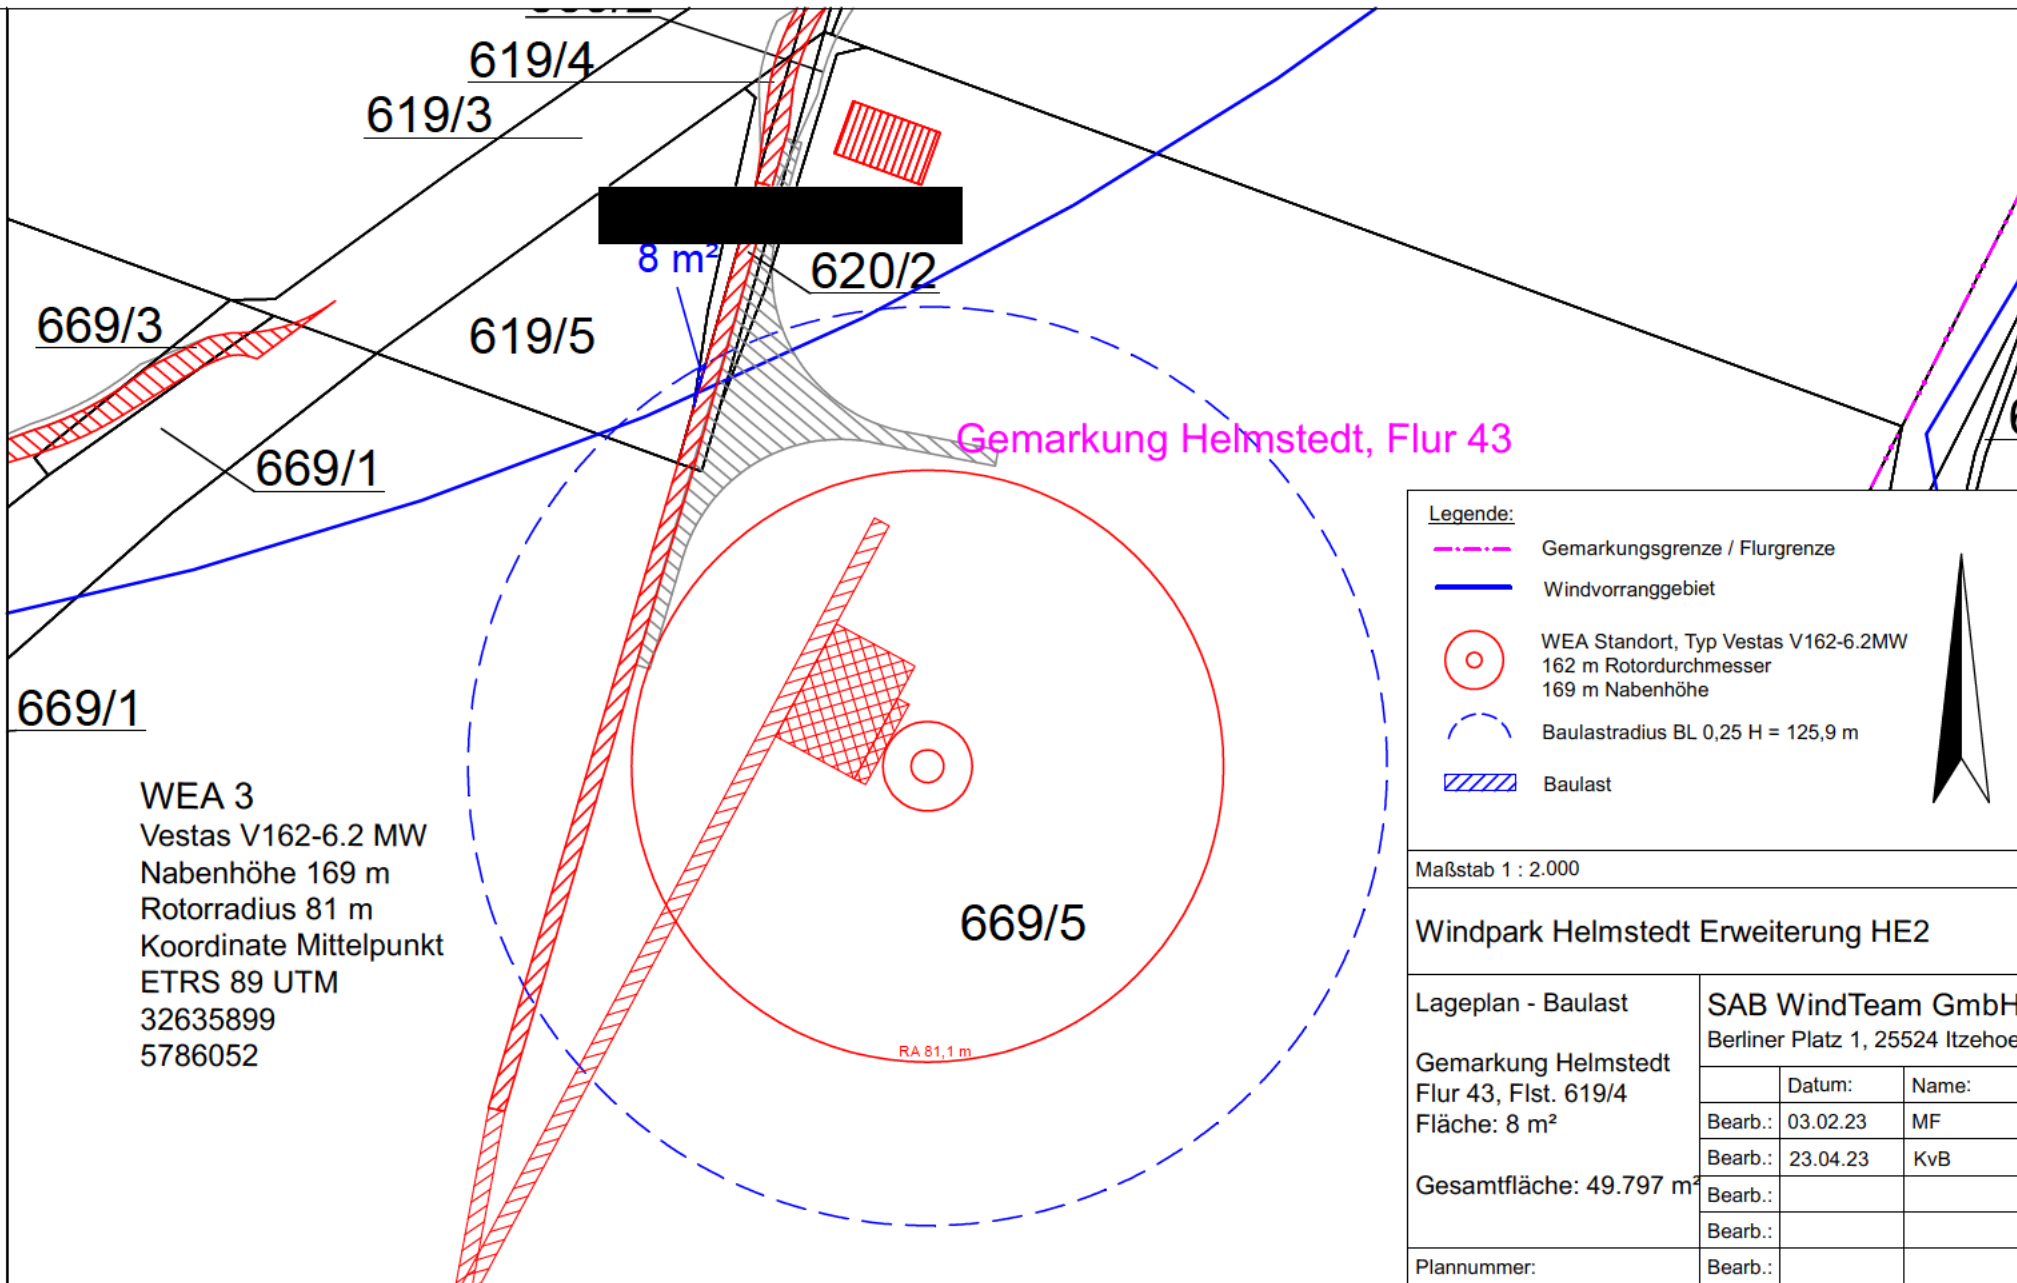 619/4
619/3
8 m²
620/2
669/3
619/5
Gemarkung Helmstedt, Flur 43
669/1
669/1
WEA 3
Vestas V162-6.2 MW
Nabenhöhe 169 m
Rotorradius 81 m
Koordinate Mittelpunkt
ETRS 89 UTM
32635899
5786052
669/5
RA 81,1 m
Legende:
Gemarkungsgrenze / Flurgrenze
Windvorranggebiet
WEA Standort, Typ Vestas V162-6.2MW
162 m Rotordurchmesser
169 m Nabenhöhe
Baulastradius BL 0,25 H = 125,9 m
Baulast
Maßstab 1 : 2.000
Windpark Helmstedt Erweiterung HE2
Lageplan - Baulast
Gemarkung Helmstedt
Flur 43, Flst. 619/4
Fläche: 8 m²
Gesamtfläche: 49.797 m²
SAB WindTeam GmbH
Berliner Platz 1, 25524 Itzehoe
Datum: Name:
Bearb.: 03.02.23 MF
Bearb.: 23.04.23 KvB
Bearb.:
Bearb.:
Plannummer: Bearb.: